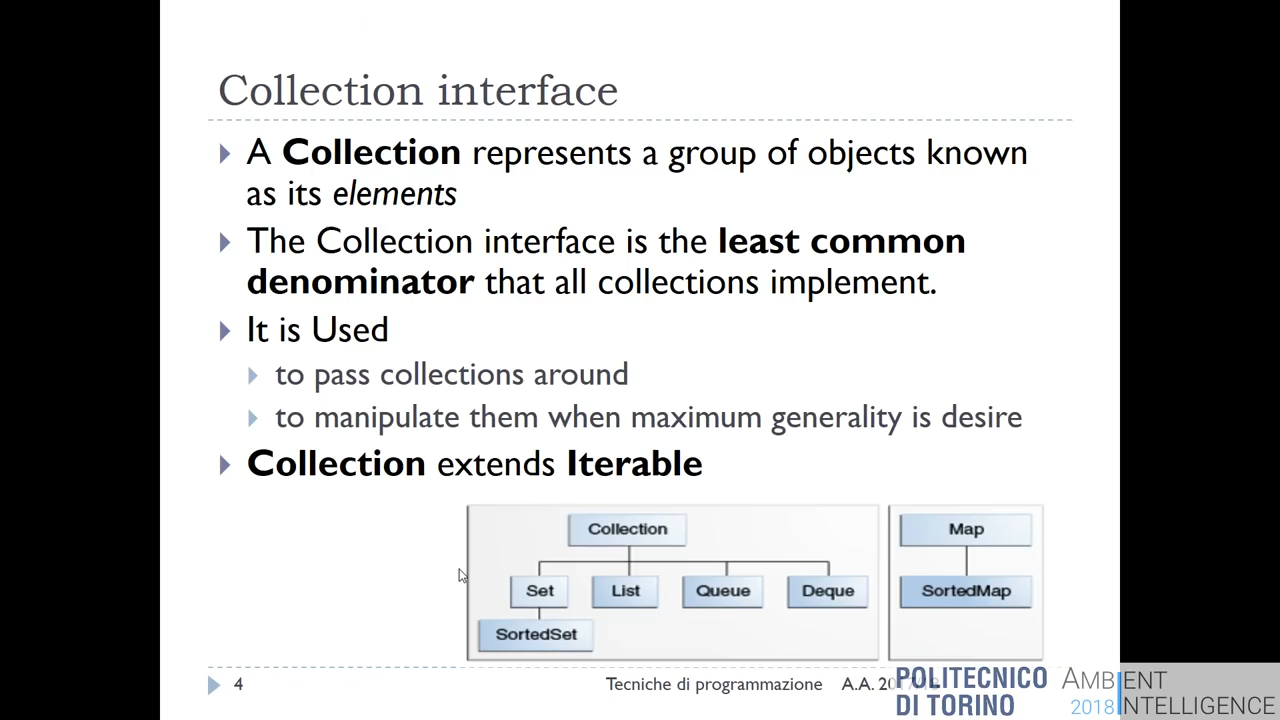 Collection interface
A Collection represents a group of objects known
as its elements
The Collection interface is the least common
denominator that all collections implement.
It is Used
to pass collections around
to manipulate them when maximum generality is desire
Collection extends Iterable
Collection
Set List Queue Deque
SortedSet
Map
SortedMap
4 Tecniche di programmazione A.A.
POLITECNICO
DI TORINO
AMBIENT
2018 INTELLIGENCE